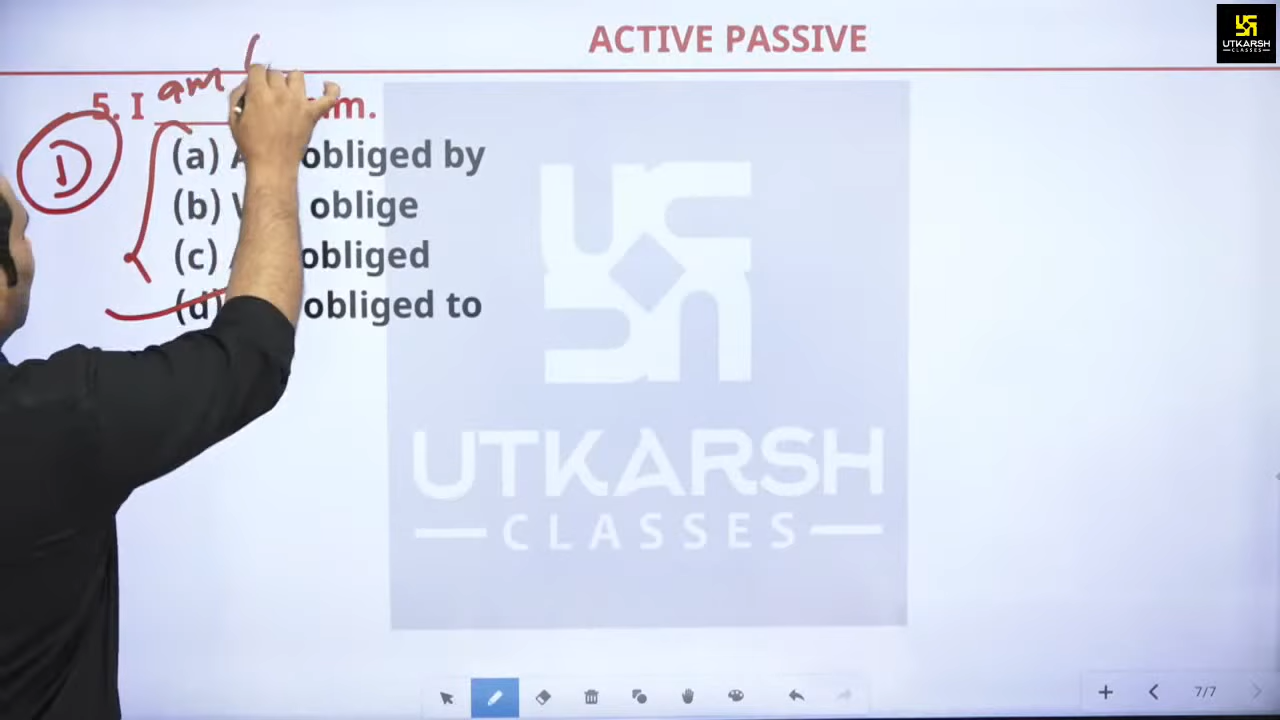 ACTIVE PASSIVE
UTKARSH
CLASSES
am
5. I
D
(a) obliged by
(b) oblige
(c) obliged
(d) obliged to
UTKARSH
CLASSES
7/7